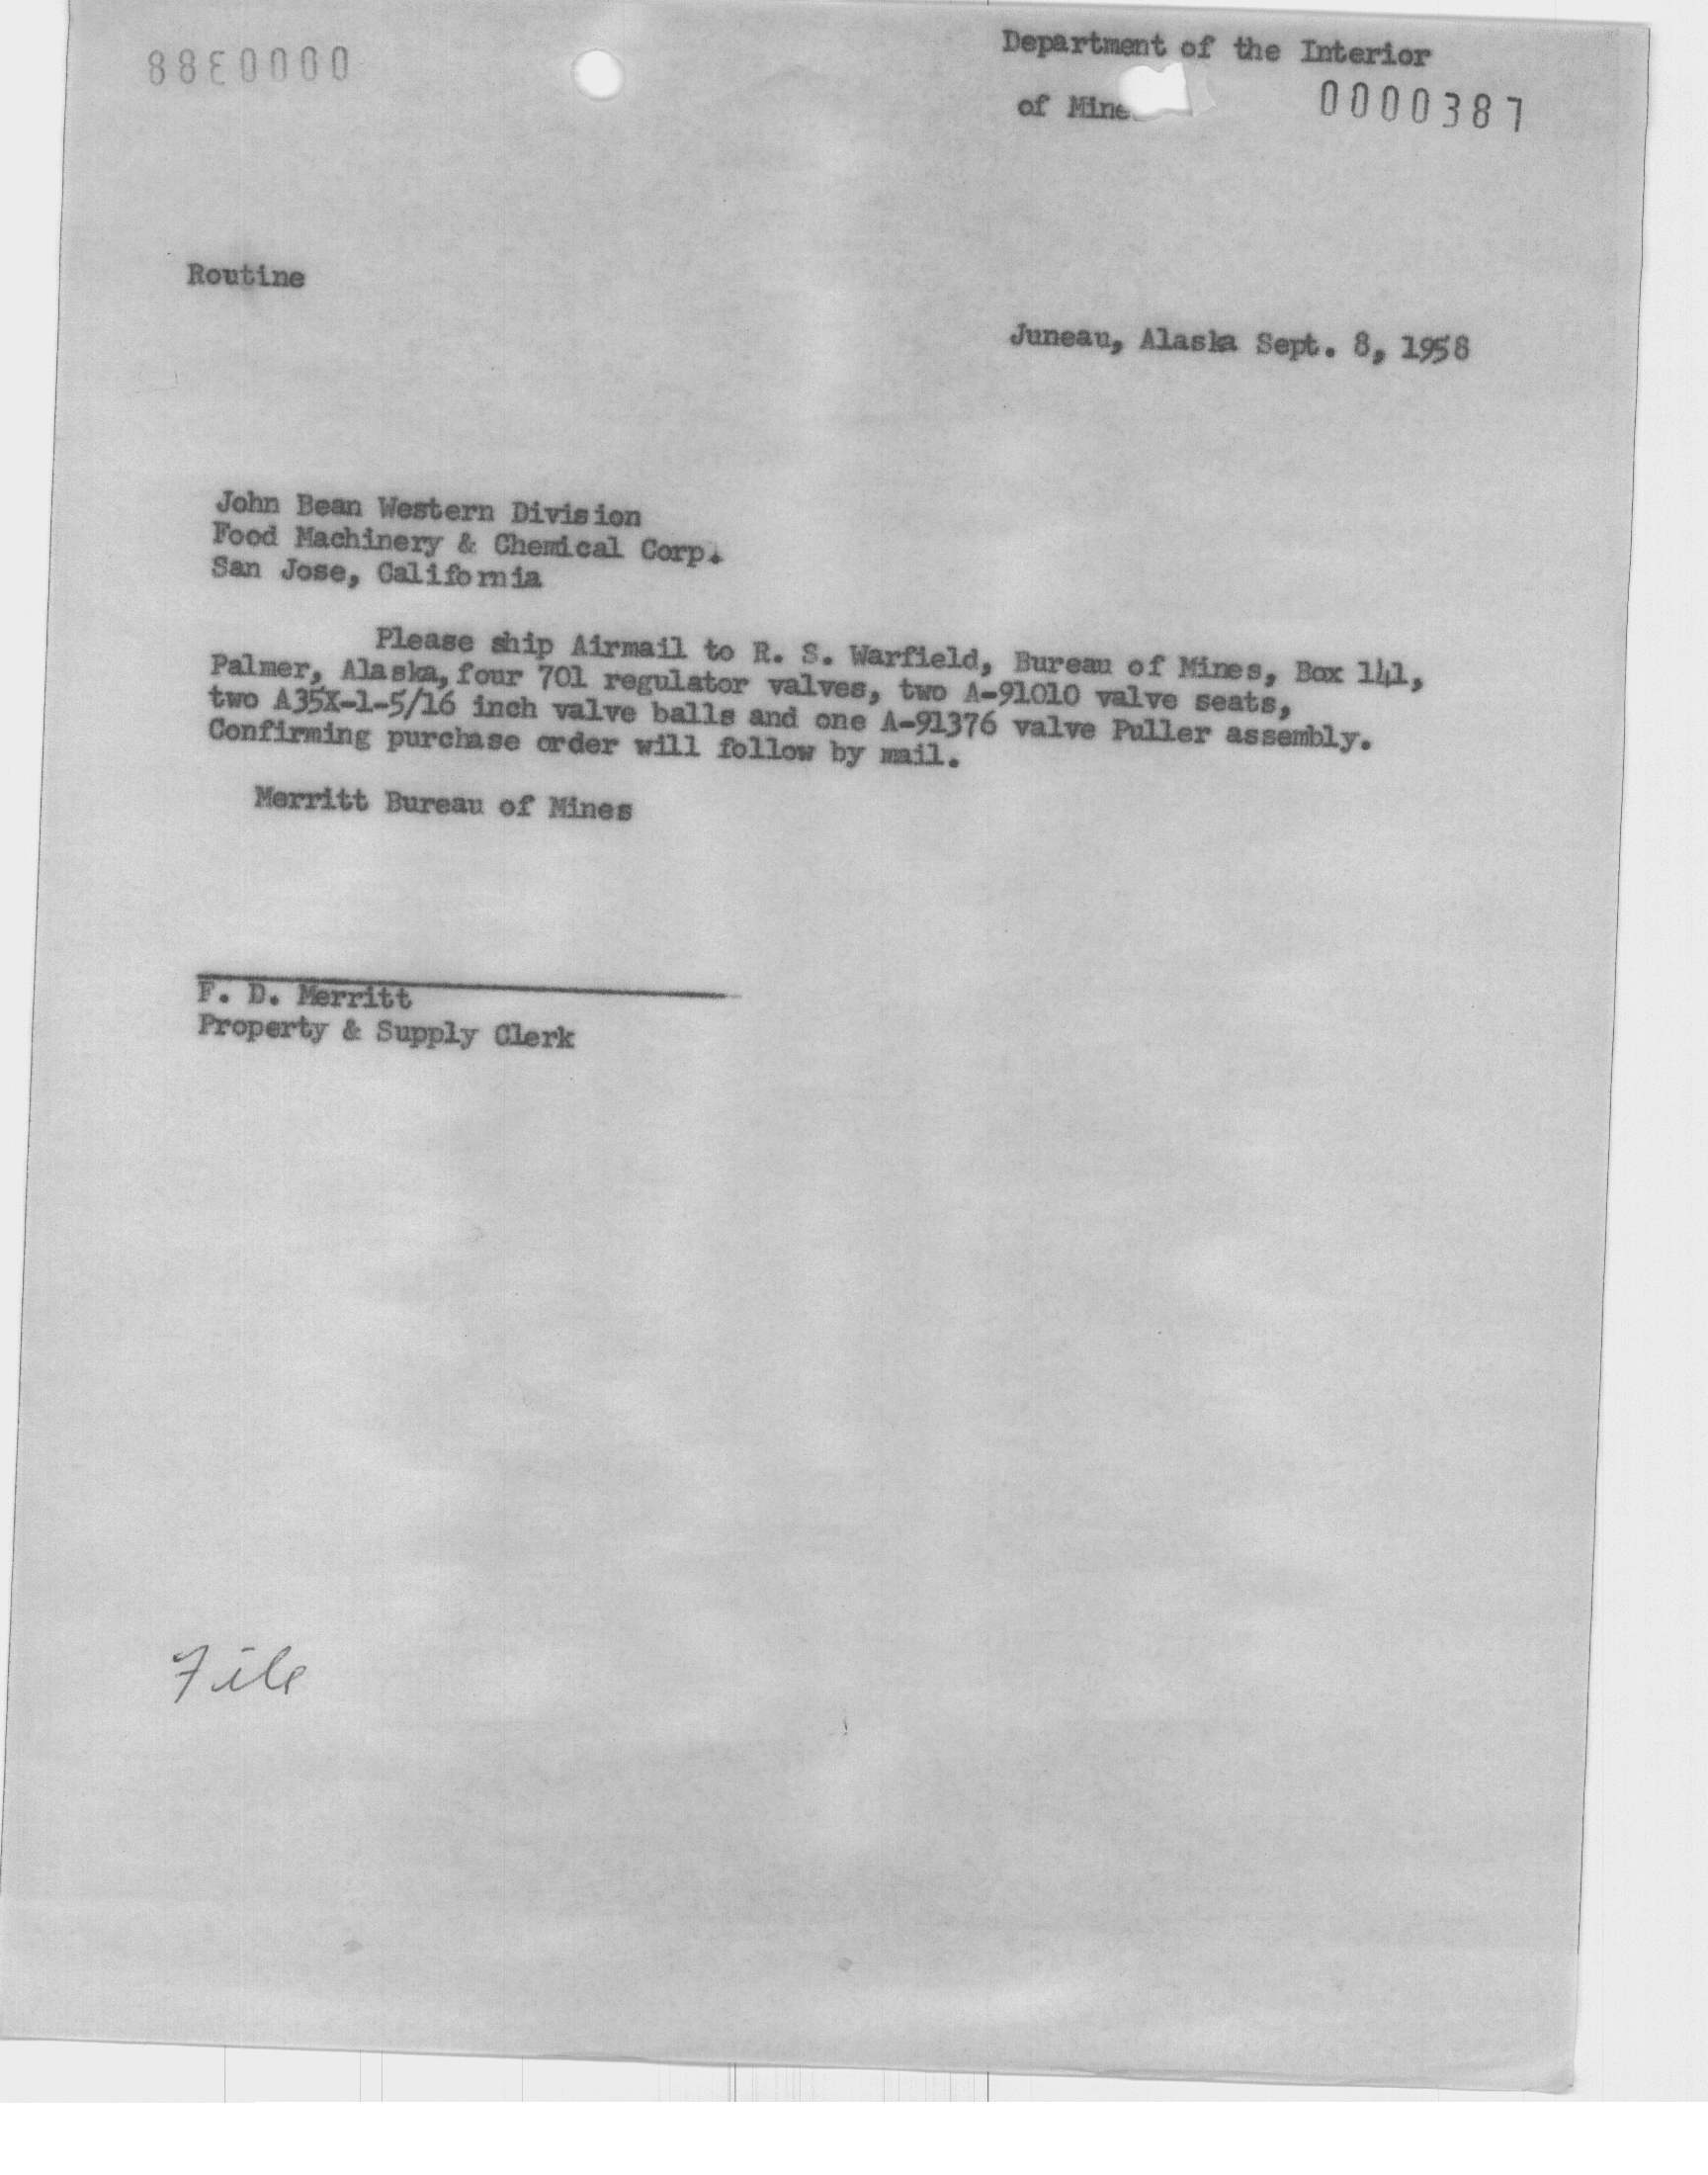 Department of the Interior
of Mine
0000387
Routine
Juneau, Alaska Sept. 8, 1958
John Bean Western Division
Food Machinery & Chemical Corp.
San Jose, California
Please ship Airmail to R. S. Warfield, Bureau of Mines, Box 141,
Palmer, Alaska, four 701 regulator valves, two A-91010 valve seats,
two A35X-1-5/16 inch valve balls and one A-91376 valve Puller assembly.
Confirming purchase order will follow by mail.
Merritt Bureau of Mines
F. D. Merritt
Property & Supply Clerk
File